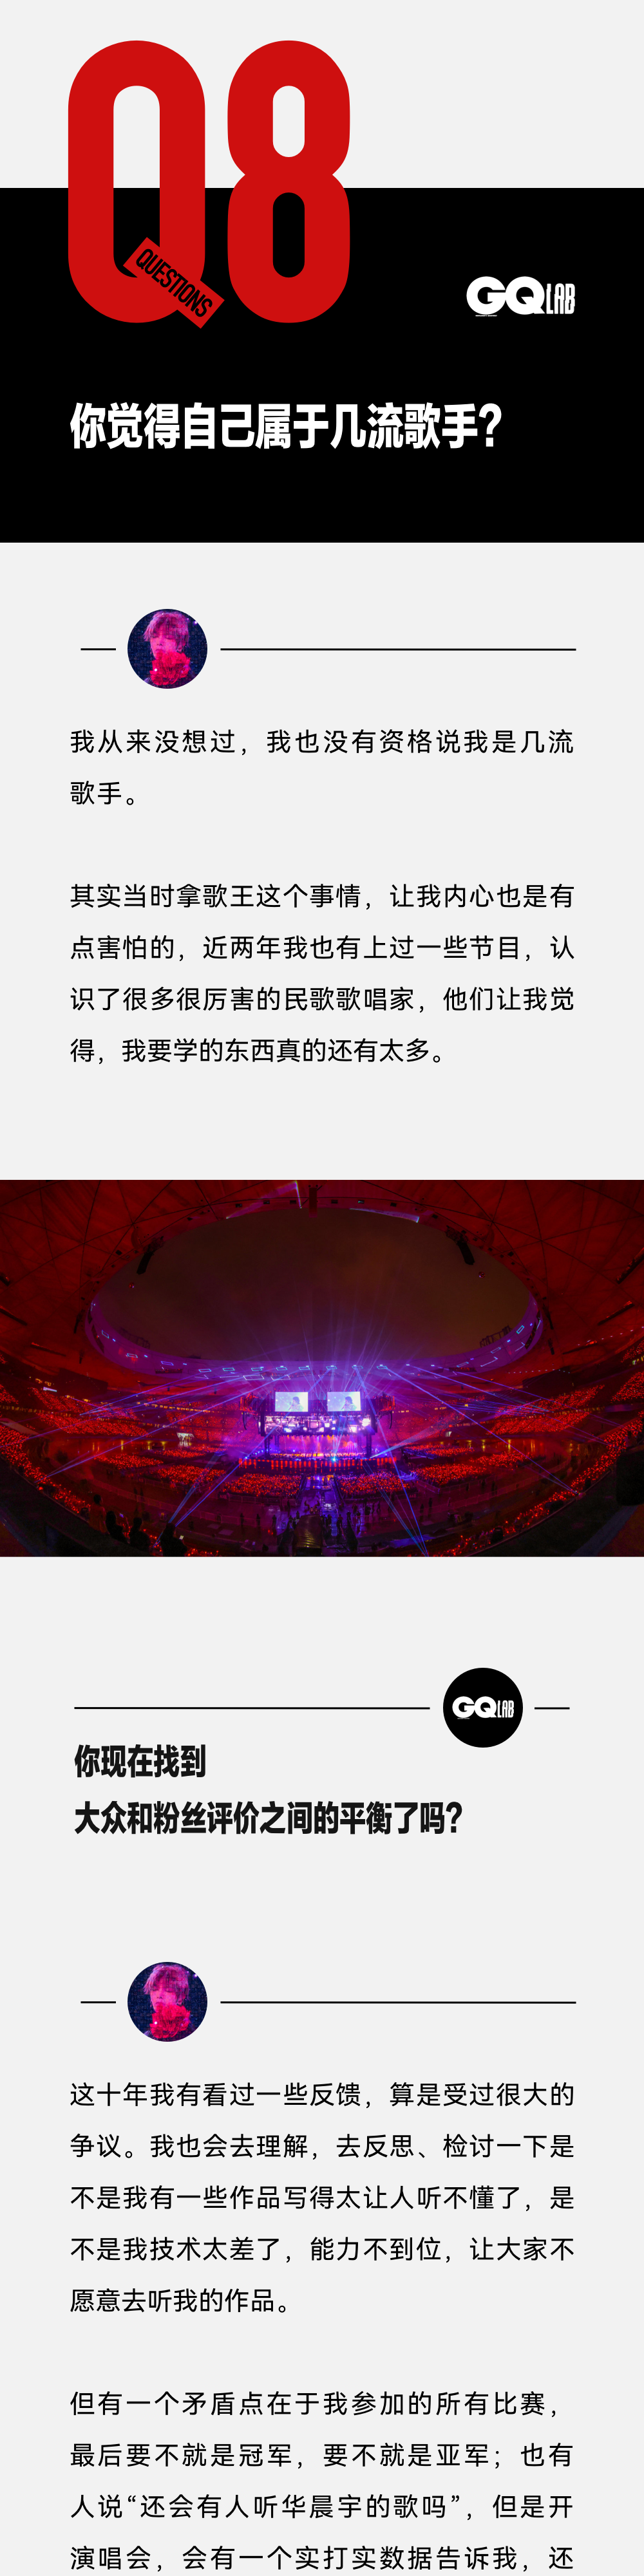 Q8
QUESTIONS
GQLAB
你觉得自己属于几流歌手？
我从来没想过，我也没有资格说我是几流
歌手。
其实当时拿歌王这个事情，让我内心也是有
点害怕的，近两年我也有上过一些节目，认
识了很多很厉害的民歌歌唱家，他们让我觉
得，我要学的东西真的还有太多。
GQLAB
你现在找到
大众和粉丝评价之间的平衡了吗？
这十年我有看过一些反馈，算是受过很大的
争议。我也会去理解，去反思、检讨一下是
不是我有一些作品写得太让人听不懂了，是
不是我技术太差了，能力不到位，让大家不
愿意去听我的作品。
但有一个矛盾点在于我参加的所有比赛，
最后要不就是冠军，要不就是亚军；也有
人说“还会有人听华晨宇的歌吗”，但是开
演唱会，会有一个实打实数据告诉我，还